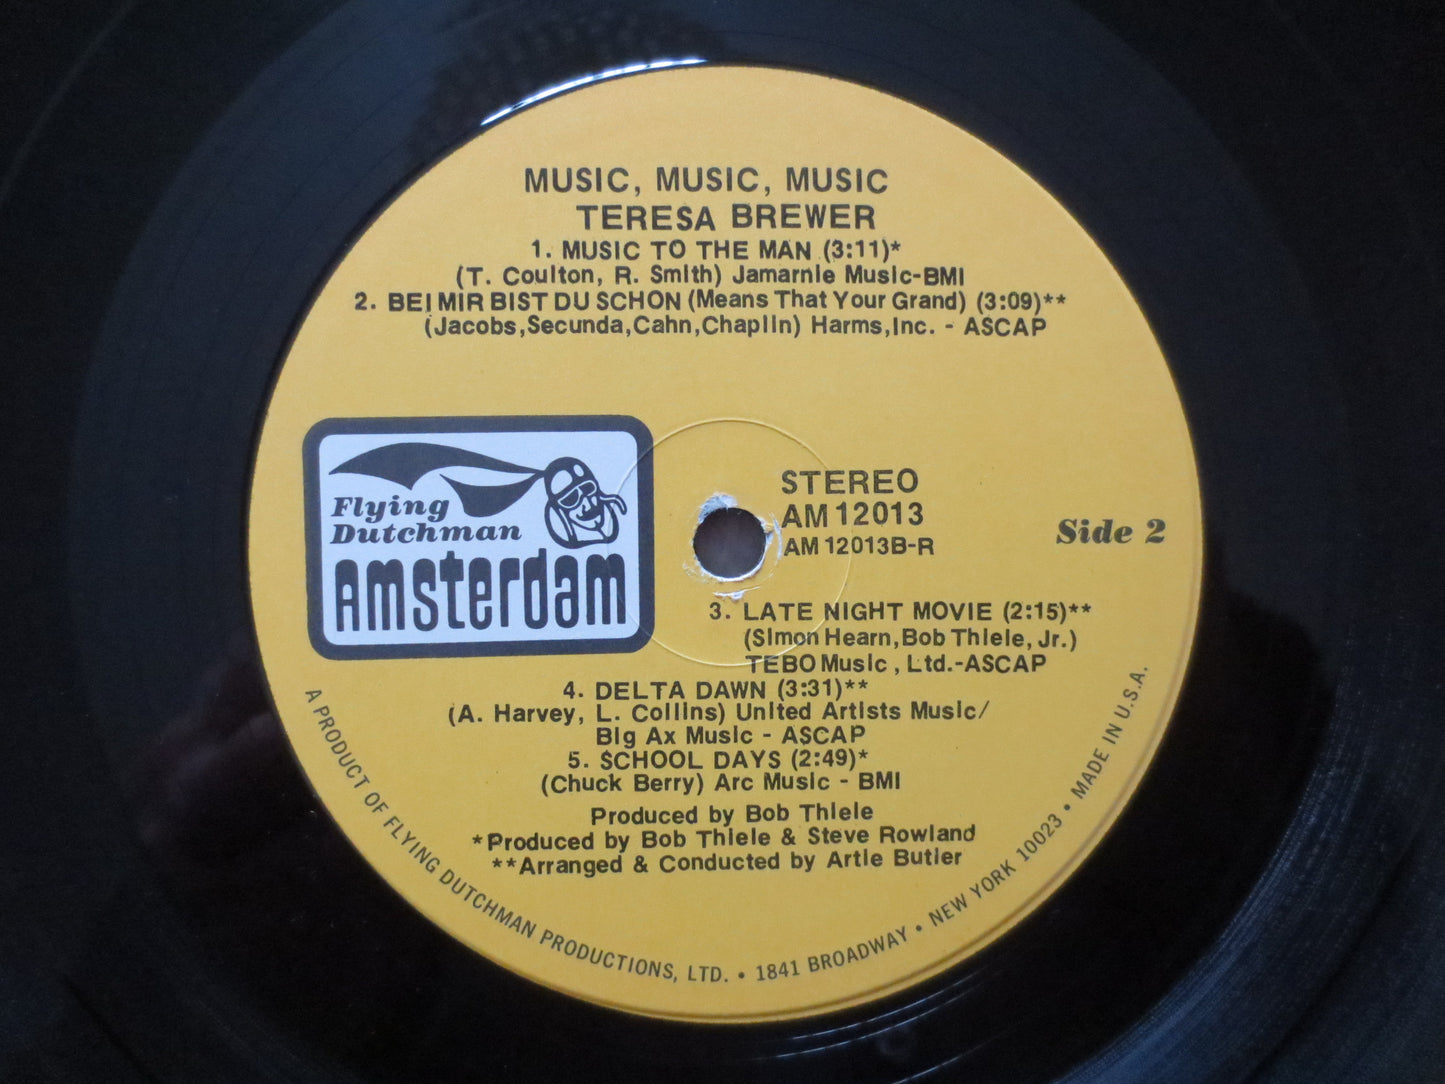 MUSIC, MUSIC, MUSIC
TERESA BREWER
1. MUSIC TO THE MAN (3:11)*
(T. Coulton, R. Smith) Jamarnie Music-BMI
2. BEI MIR BIST DU SCHON (Means That Your Grand) (3:09)**
(Jacobs,Secunda,Cahn,Chaplin) Harms,Inc. - ASCAP
Flying
Dutchman
Amsterdam
STEREO
AM 12013
AM 12013B-R
Side 2
3. LATE NIGHT MOVIE (2:15)**
(Simon Hearn,Bob Thiele, Jr.)
TEBO Music, Ltd.-ASCAP
4. DELTA DAWN (3:31)**
(A. Harvey, L. Collins) United Artists Music/
Big Ax Music - ASCAP
5. SCHOOL DAYS (2:49)*
(Chuck Berry) Arc Music - BMI
Produced by Bob Thiele
*Produced by Bob Thiele & Steve Rowland
**Arranged & Conducted by Artie Butler
A PRODUCT OF FLYING DUTCHMAN PRODUCTIONS, LTD. • 1841 BROADWAY • NEW YORK 10023 • MADE IN U.S.A.